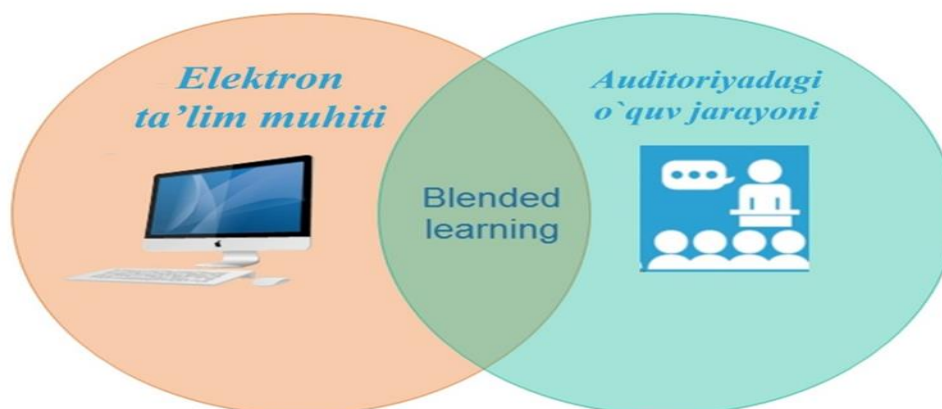 Elektron
ta’lim muhiti
Auditoriyadagi
o`quv jarayoni
Blended
learning